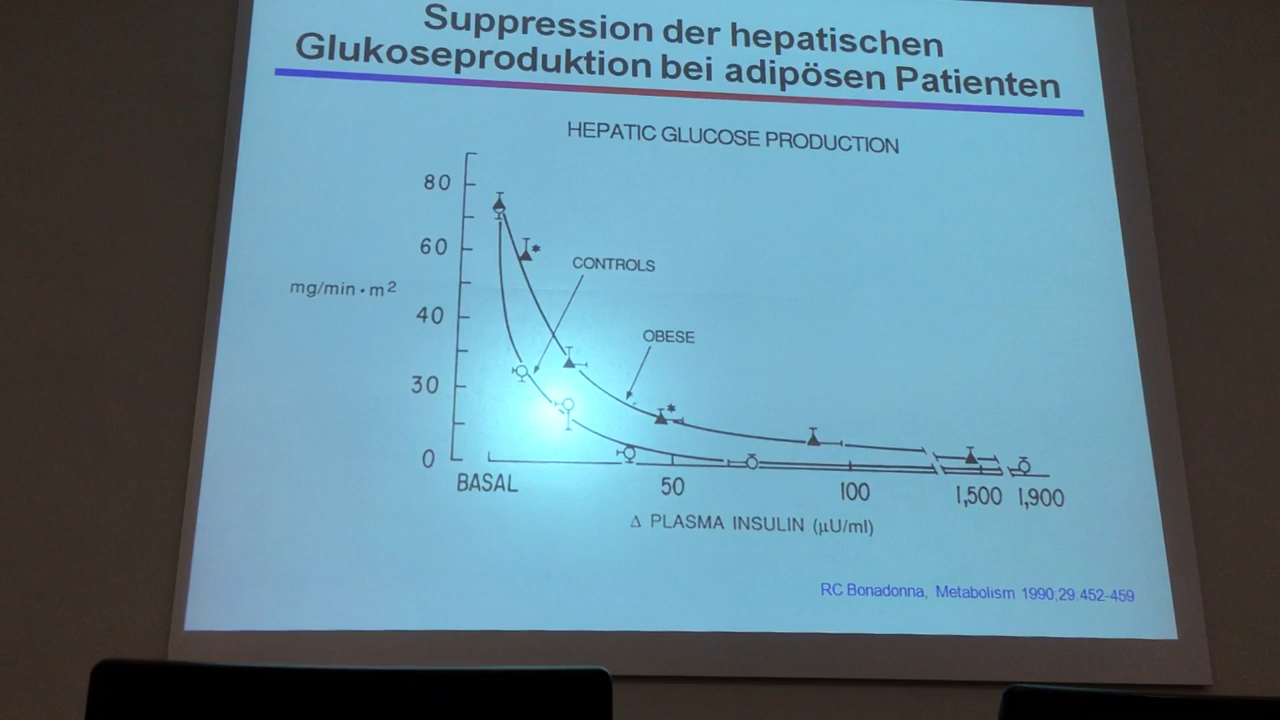 Suppression der hepatischen
Glukoseproduktion bei adipösen Patienten
HEPATIC GLUCOSE PRODUCTION
80
60
40
30
0
mg/min·m²
*
CONTROLS
OBESE
*
BASAL
50
100
1,500
1,900
Δ PLASMA INSULIN (µU/ml)
RC Bonadonna, Metabolism 1990;29:452-459